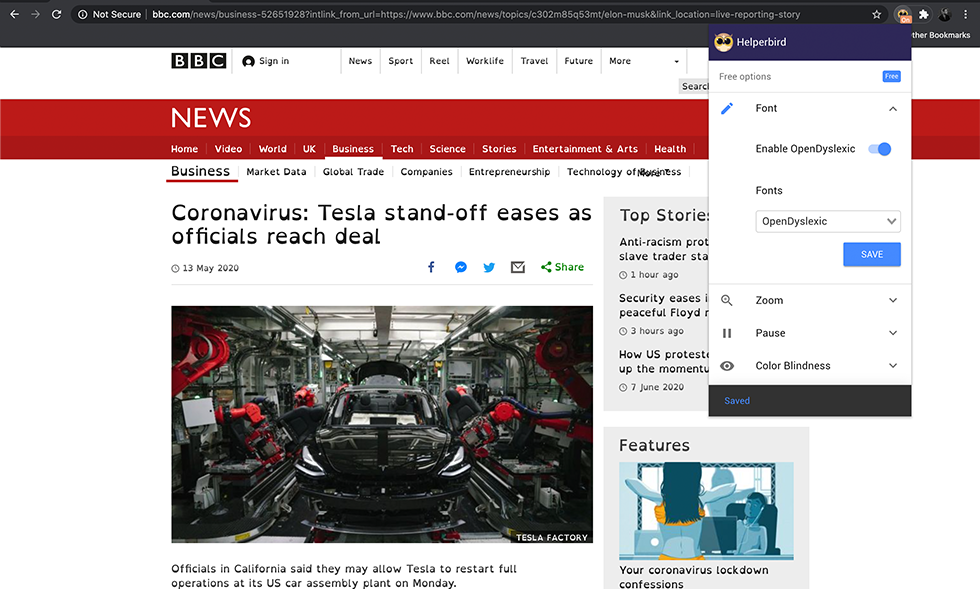 Not Secure
bbc.com/news/business-52651928?intlink_from_url=https://www.bbc.com/news/topics/c302m85q53mt/elon-musk&link_location=live-reporting-story
On
ther Bookmarks
BBC
Sign in
News
Sport
Reel
Worklife
Travel
Future
More
Search
NEWS
Home
Video
World
UK
Business
Tech
Science
Stories
Entertainment & Arts
Health
Business
Market Data
Global Trade
Companies
Entrepreneurship
Technology of Business
More
Coronavirus: Tesla stand-off eases as
officials reach deal
13 May 2020
Share
TESLA FACTORY
Officials in California said they may allow Tesla to restart full
operations at its US car assembly plant on Monday.
Top Stories
Anti-racism prot
slave trader sta
1 hour ago
Security eases i
peaceful Floyd
3 hours ago
How US proteste
up the momentu
7 June 2020
Features
Your coronavirus lockdown
confessions
Helperbird
Free options
Free
Font
Enable OpenDyslexic
Fonts
OpenDyslexic
SAVE
Zoom
Pause
Color Blindness
Saved